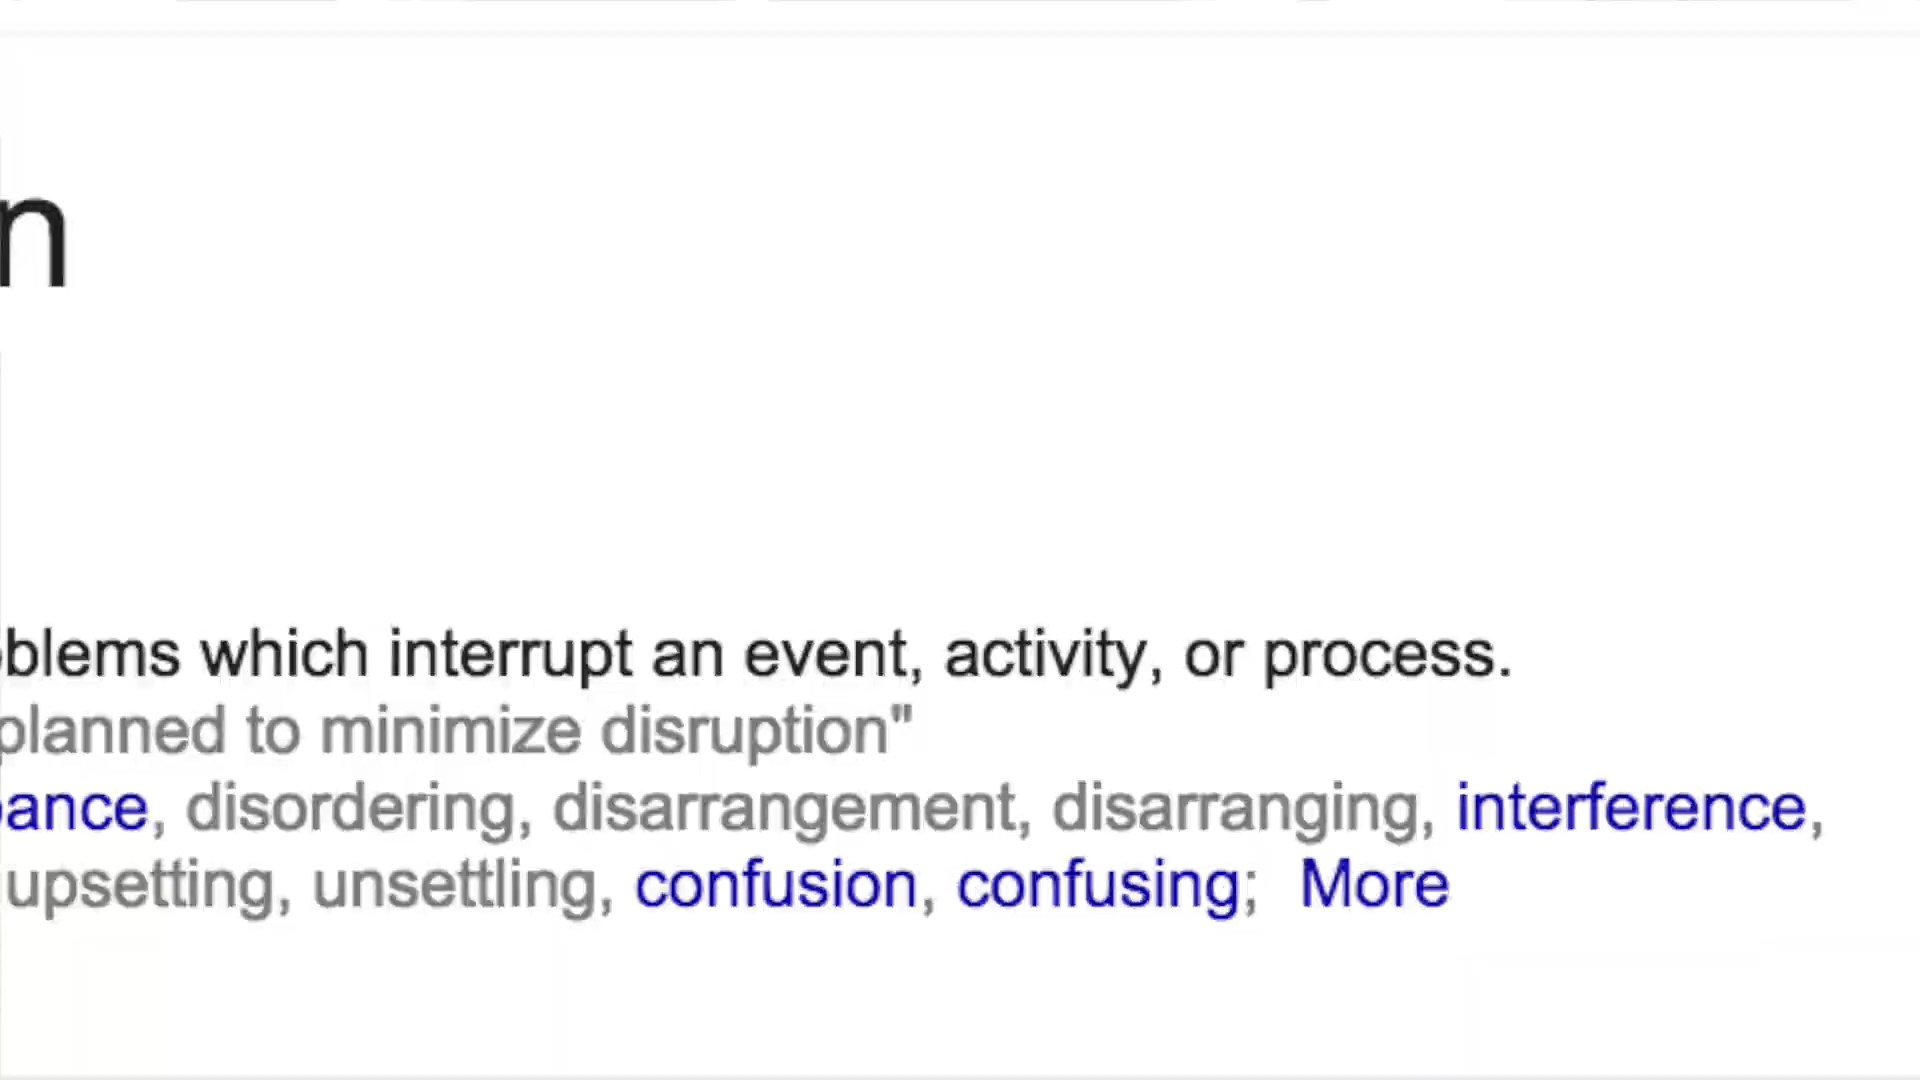 n
blems which interrupt an event, activity, or process.
planned to minimize disruption"
ance, disordering, disarrangement, disarranging, interference,
upsetting, unsettling, confusion, confusing; More